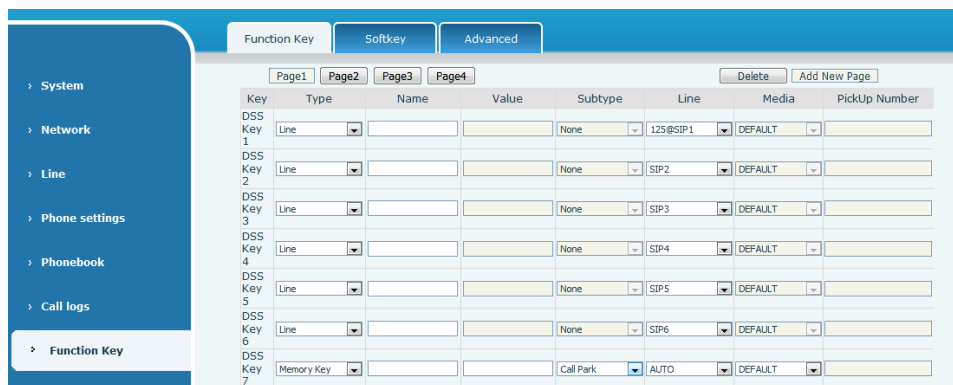 Function Key Softkey Advanced
Page1 Page2 Page3 Page4 Delete Add New Page
› System
› Network
› Line
› Phone settings
› Phonebook
› Call logs
› Function Key
Key Type Name Value Subtype Line Media PickUp Number
DSS
Key Line None 125@SIP1 DEFAULT
1
DSS
Key Line None SIP2 DEFAULT
2
DSS
Key Line None SIP3 DEFAULT
3
DSS
Key Line None SIP4 DEFAULT
4
DSS
Key Line None SIP5 DEFAULT
5
DSS
Key Line None SIP6 DEFAULT
6
DSS
Key Memory Key Call Park AUTO DEFAULT
7